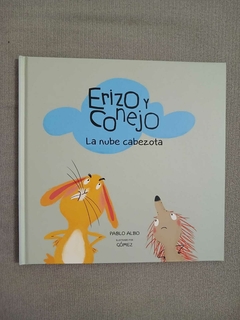 Erizo y
Conejo
La nube cabezota
PABLO ALBO
GÓMEZ